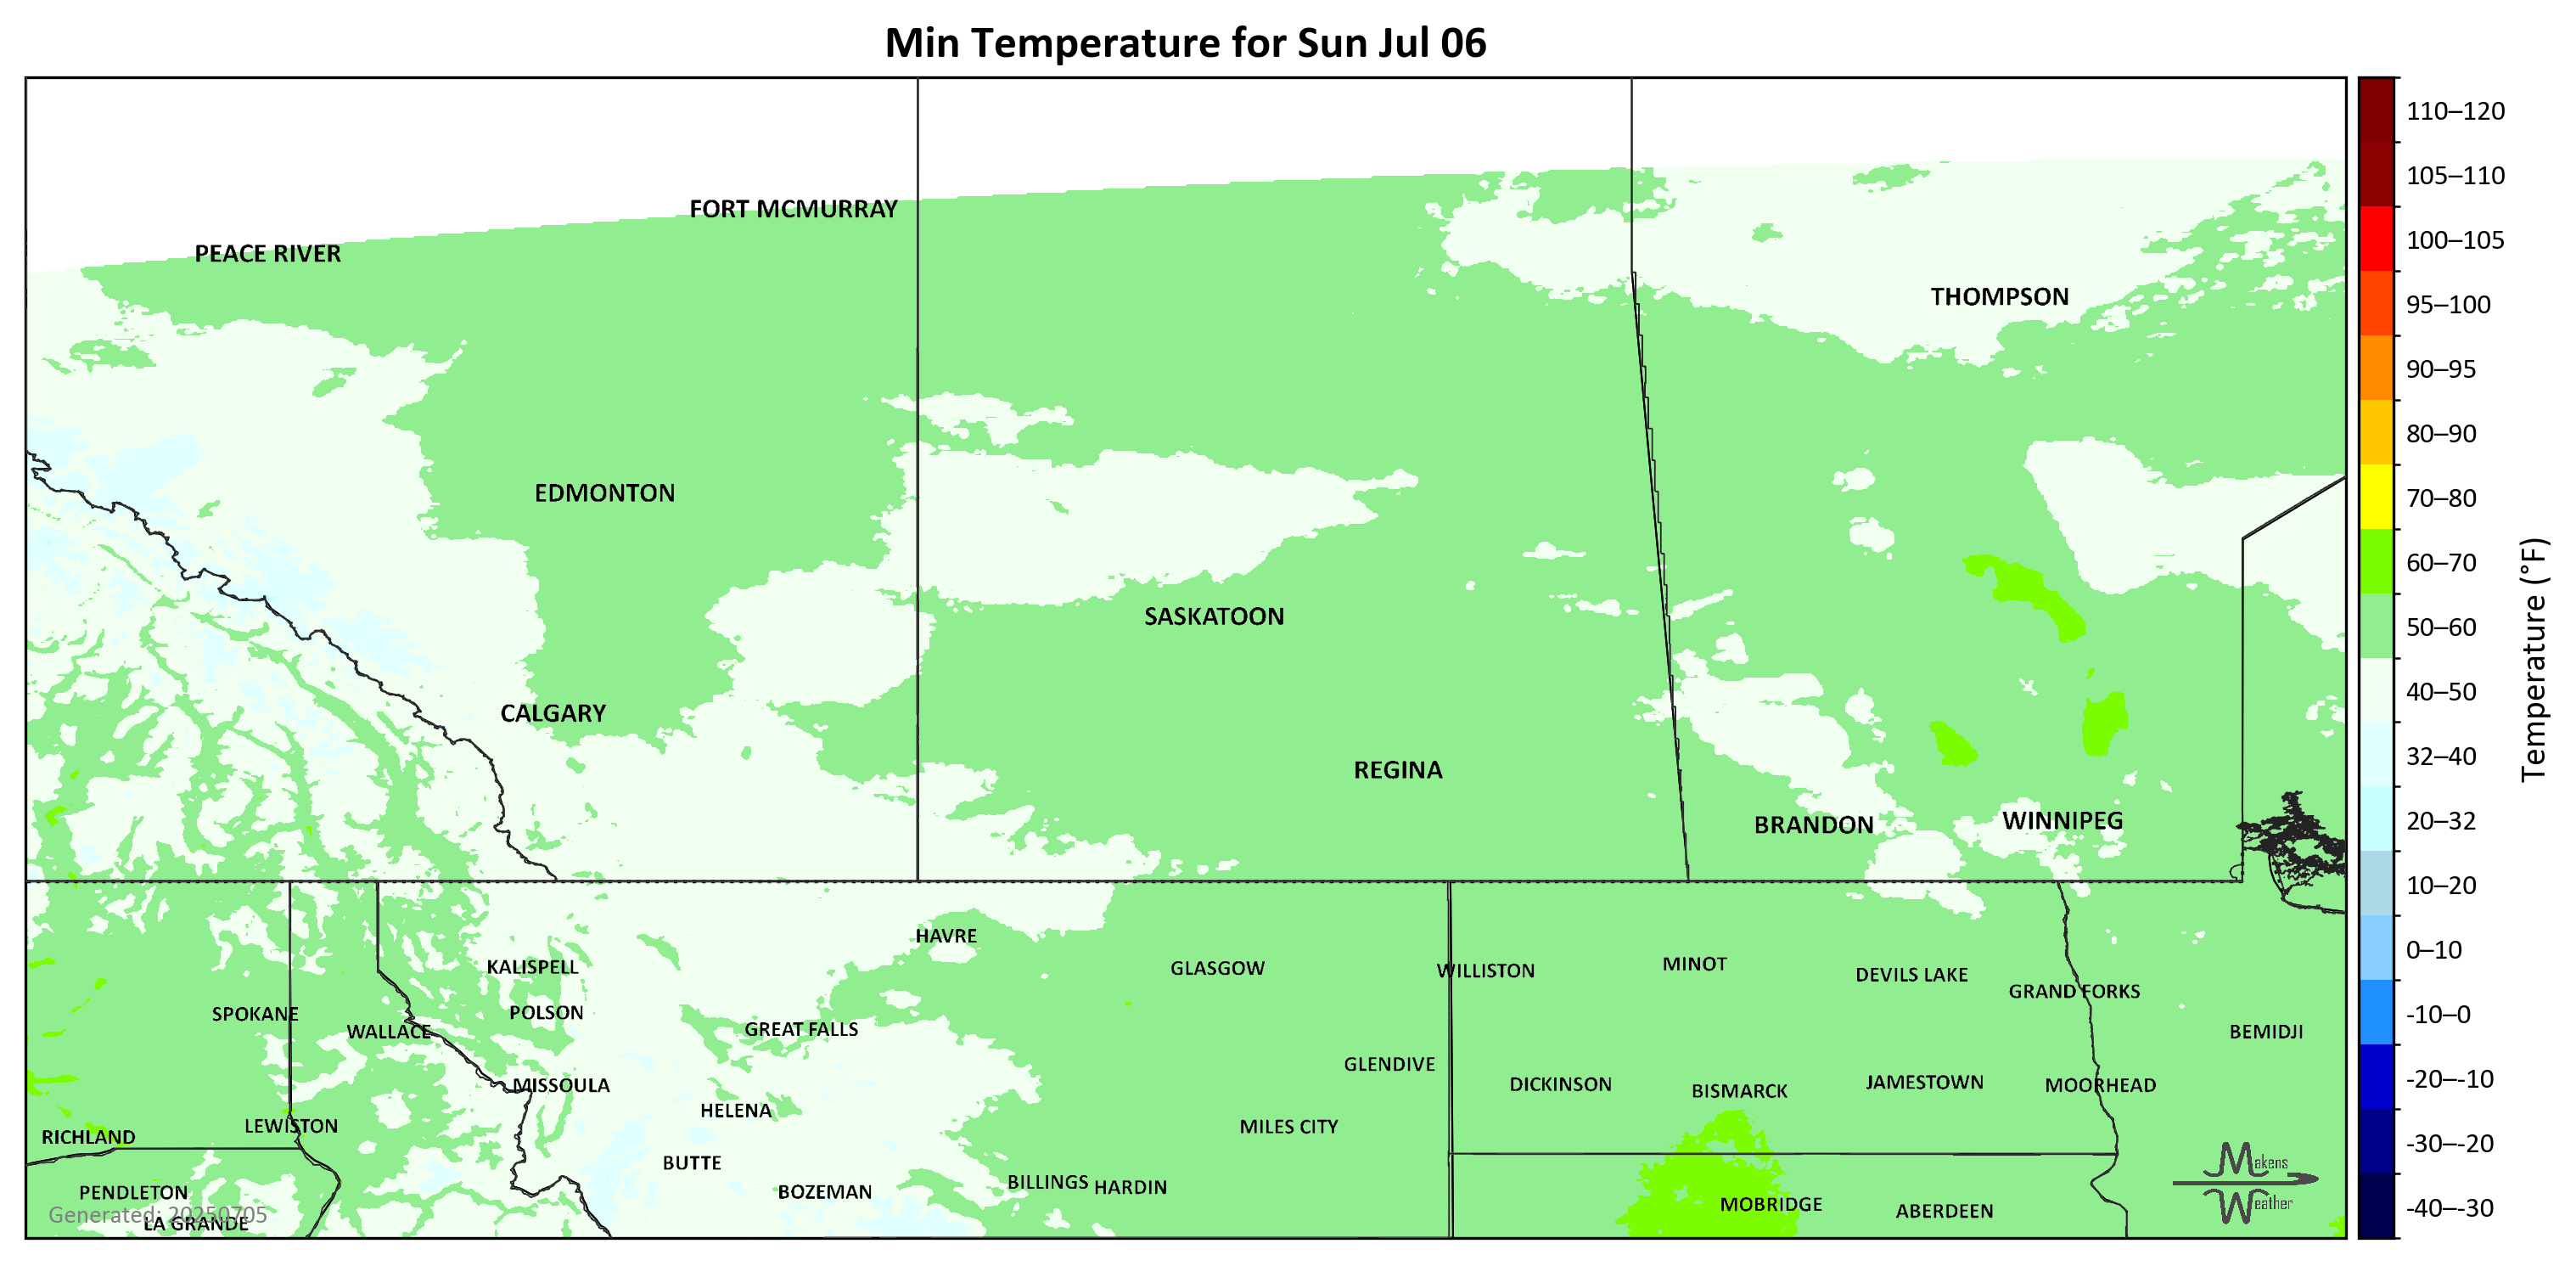 Min Temperature for Sun Jul 06
110–120
105–110
FORT MCMURRAY
100–105
PEACE RIVER
THOMPSON
95–100
90–95
80–90
EDMONTON
70–80
60–70
SASKATOON
50–60
40–50
CALGARY
32–40
REGINA
20–32
BRANDON
WINNIPEG
10–20
HAVRE
0–10
KALISPELL
GLASGOW
WILLISTON
MINOT
DEVILS LAKE
GRAND FORKS
SPOKANE
POLSON
-10–0
WALLACE
GREAT FALLS
BEMIDJI
GLENDIVE
-20–-10
MISSOULA
DICKINSON
BISMARCK
JAMESTOWN
MOORHEAD
HELENA
RICHLAND
LEWISTON
MILES CITY
-30–-20
BUTTE
Makens
Weather
PENDLETON
BOZEMAN
BILLINGS
HARDIN
MOBRIDGE
ABERDEEN
-40–-30
Generated: 20250705
LA GRANDE
Temperature (°F)